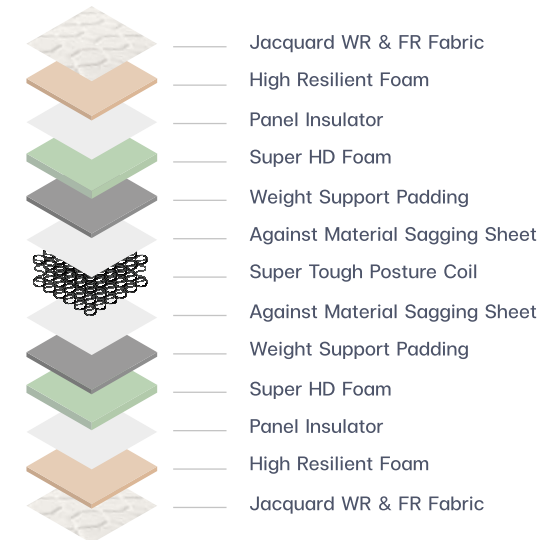 Jacquard WR & FR Fabric
High Resilient Foam
Panel Insulator
Super HD Foam
Weight Support Padding
Against Material Sagging Sheet
Super Tough Posture Coil
Against Material Sagging Sheet
Weight Support Padding
Super HD Foam
Panel Insulator
High Resilient Foam
Jacquard WR & FR Fabric